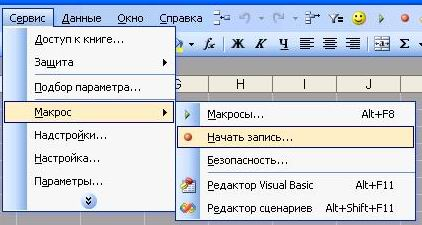 Сервис Данные Окно Справка
Доступ к книге...
Защита
Подбор параметра...
Макрос
Надстройки...
Настройка...
Параметры...
Ж К Ч
G H I J
Макросы... Alt+F8
Начать запись...
Безопасность...
Редактор Visual Basic Alt+F11
Редактор сценариев Alt+Shift+F11